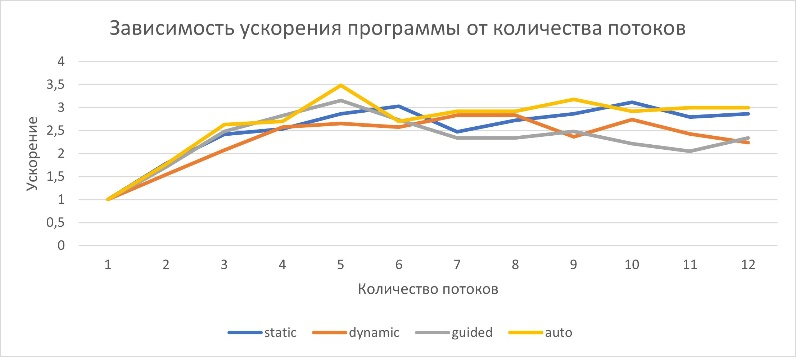 Зависимость ускорения программы от количества потоков
4
3,5
3
2,5
2
1,5
1
0,5
0
Ускорение
1 2 3 4 5 6 7 8 9 10 11 12
Количество потоков
static dynamic guided auto